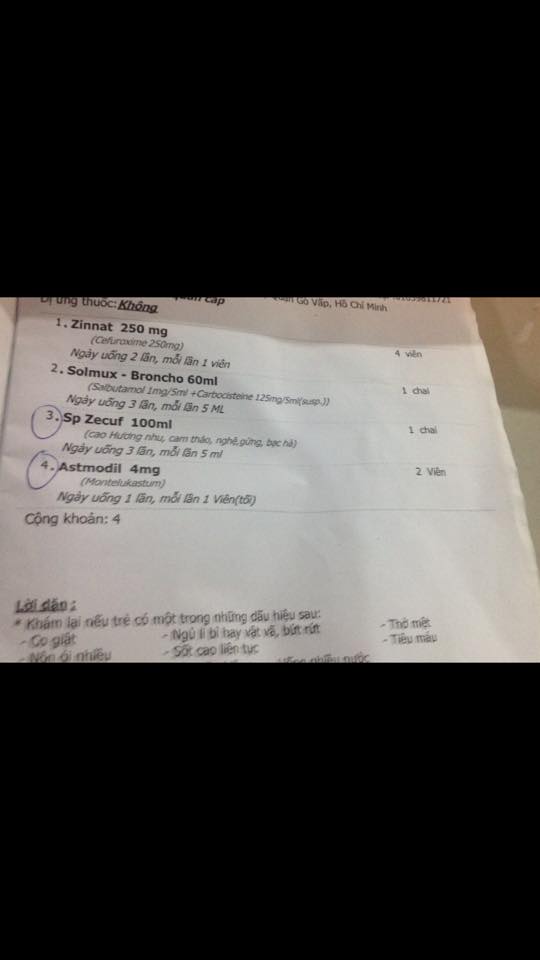 Dị ứng thuốc: Không
cấp
Gò Vấp, Hồ Chí Minh
1. Zinnat 250 mg
(Cefuroxime 250mg)
4 viên
Ngày uống 2 lần, mỗi lần 1 viên
2. Solmux - Broncho 60ml
(Salbutamol 1mg/5ml +Carbocisteine 125mg/5ml(susp.))
1 chai
Ngày uống 3 lần, mỗi lần 5 ML
3. Sp Zecuf 100ml
1 chai
(cao Hương nhu, cam thảo, nghệ,gừng, bạc hà)
Ngày uống 3 lần, mỗi lần 5 ml
4. Astmodil 4mg
2 Viên
(Montelukastum)
Ngày uống 1 lần, mỗi lần 1 Viên(tối)
Cộng khoản: 4
Lời dặn :
* Khám lại nếu trẻ có một trong những dấu hiệu sau:
- Co giật
- Ngủ li bì hay vật vã, bứt rứt
- Thở mệt
- Nôn ói nhiều
- Sốt cao liên tục
- Tiêu máu
nhiều nước